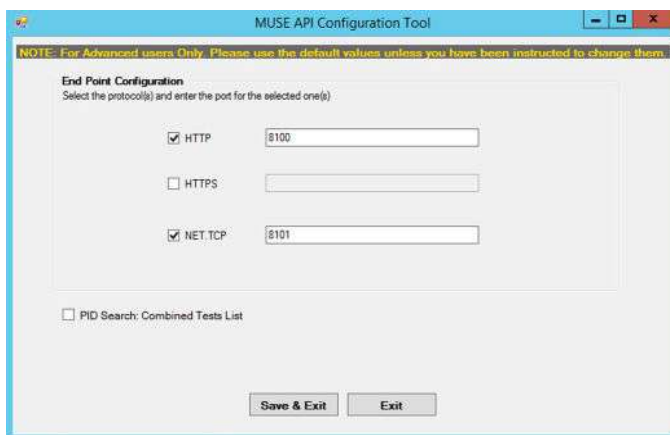 MUSE API Configuration Tool
NOTE: For Advanced users Only. Please use the default values unless you have been instructed to change them.
End Point Configuration
Select the protocol(s) and enter the port for the selected one(s)
HTTP 8100
HTTPS
NET.TCP 8101
PID Search: Combined Tests List
Save & Exit Exit